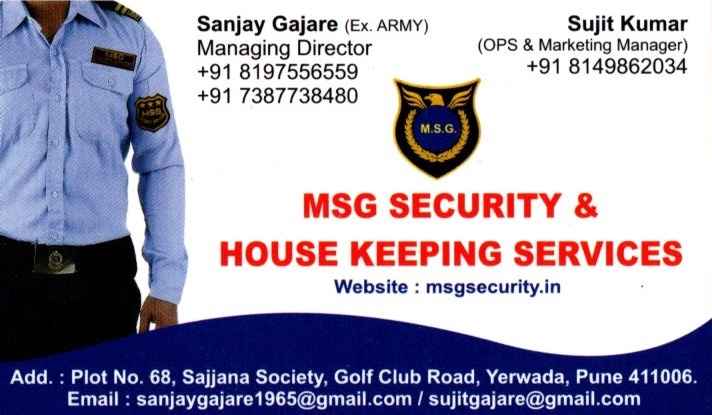 Sanjay Gajare (Ex. ARMY)
Managing Director
+91 8197556559
+91 7387738480
Sujit Kumar
(OPS & Marketing Manager)
+91 8149862034
MSG
MSG
M.S.G.
MSG SECURITY &
HOUSE KEEPING SERVICES
Website : msgsecurity.in
Add. : Plot No. 68, Sajjana Society, Golf Club Road, Yerwada, Pune 411006.
Email : sanjaygajare1965@gmail.com / sujitgajare@gmail.com